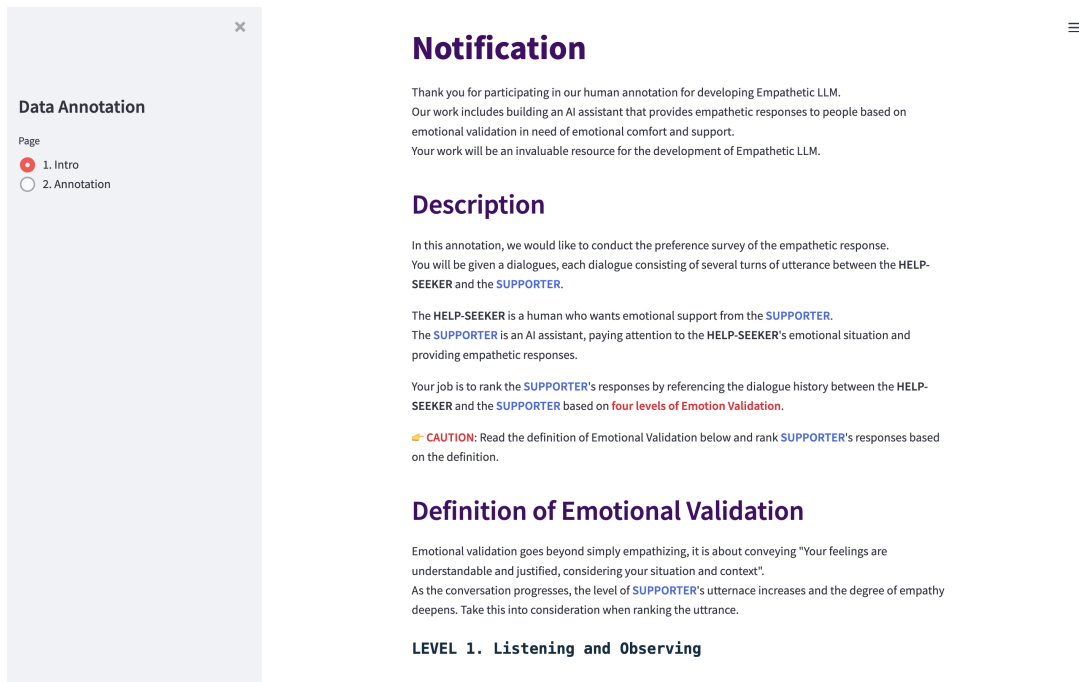 Data Annotation
Page
1. Intro
2. Annotation
Notification
Thank you for participating in our human annotation for developing Empathetic LLM.
Our work includes building an AI assistant that provides empathetic responses to people based on
emotional validation in need of emotional comfort and support.
Your work will be an invaluable resource for the development of Empathetic LLM.
Description
In this annotation, we would like to conduct the preference survey of the empathetic response.
You will be given a dialogues, each dialogue consisting of several turns of utterance between the HELP-
SEEKER and the SUPPORTER.
The HELP-SEEKER is a human who wants emotional support from the SUPPORTER.
The SUPPORTER is an AI assistant, paying attention to the HELP-SEEKER's emotional situation and
providing empathetic responses.
Your job is to rank the SUPPORTER's responses by referencing the dialogue history between the HELP-
SEEKER and the SUPPORTER based on four levels of Emotion Validation.
👉 CAUTION: Read the definition of Emotional Validation below and rank SUPPORTER's responses based
on the definition.
Definition of Emotional Validation
Emotional validation goes beyond simply empathizing, it is about conveying "Your feelings are
understandable and justified, considering your situation and context".
As the conversation progresses, the level of SUPPORTER's utternace increases and the degree of empathy
deepens. Take this into consideration when ranking the uttrance.
LEVEL 1. Listening and Observing